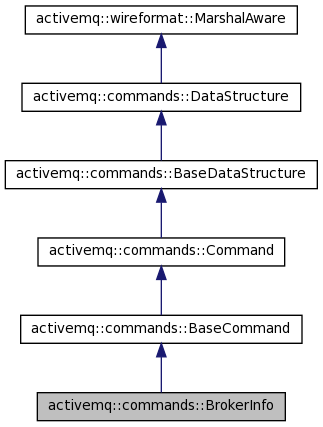 activemq::wireformat::MarshalAware
activemq::commands::DataStructure
activemq::commands::BaseDataStructure
activemq::commands::Command
activemq::commands::BaseCommand
activemq::commands::BrokerInfo